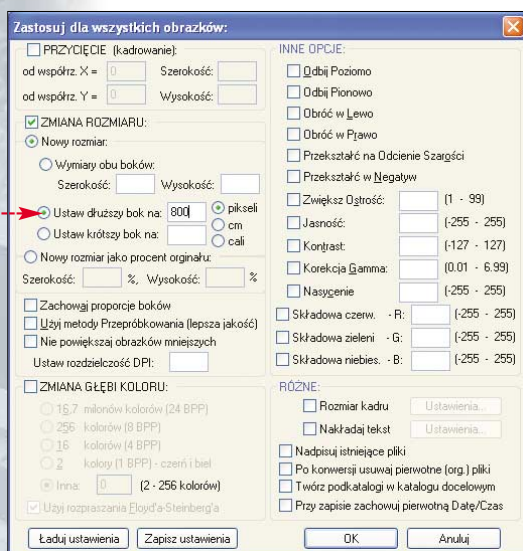 Zastosuj dla wszystkich obrazków:
PRZYCIĘCIE (kadrowanie):
od współrz. X = 0 Szerokość:
od współrz. Y = 0 Wysokość:
ZMIANA ROZMIARU:
Nowy rozmiar:
Wymiary obu boków:
Szerokość: Wysokość:
Ustaw dłuższy bok na: 800 pikseli
cm
Ustaw krótszy bok na: cali
Nowy rozmiar jako procent orginału:
Szerokość: %, Wysokość: %
Zachowaj proporcje boków
Użyj metody Przepróbkowania (lepsza jakość)
Nie powiększaj obrazków mniejszych
Ustaw rozdzielczość DPI:
ZMIANA GŁĘBI KOLORU:
16,7 milonów kolorów (24 BPP)
256 kolorów (8 BPP)
16 kolorów (4 BPP)
2 kolory (1 BPP) - czerń i biel
Inna: 0 (2 - 256 kolorów)
Użyj rozpraszania Floyd'a-Steinberg'a
Ładuj ustawienia Zapisz ustawienia
INNE OPCJE:
Odbij Poziomo
Odbij Pionowo
Obróć w Lewo
Obróć w Prawo
Przekształć na Odcienie Szarości
Przekształć w Negatyw
Zwiększ Ostrość: (1 - 99)
Jasność: (-255 - 255)
Kontrast: (-127 - 127)
Korekcja Gamma: (0.01 - 6.99)
Nasycenie (-255 - 255)
Składowa czerw. - R: (-255 - 255)
Składowa zieleni - G: (-255 - 255)
Składowa niebies. - B: (-255 - 255)
RÓŻNE:
Rozmiar kadru Ustawienia...
Nakładaj tekst Ustawienia...
Nadpisuj istniejące pliki
Po konwersji usuwaj pierwotne (org.) pliki
Twórz podkatalogi w katalogu docelowym
Przy zapisie zachowuj pierwotną Datę/Czas
OK Anuluj